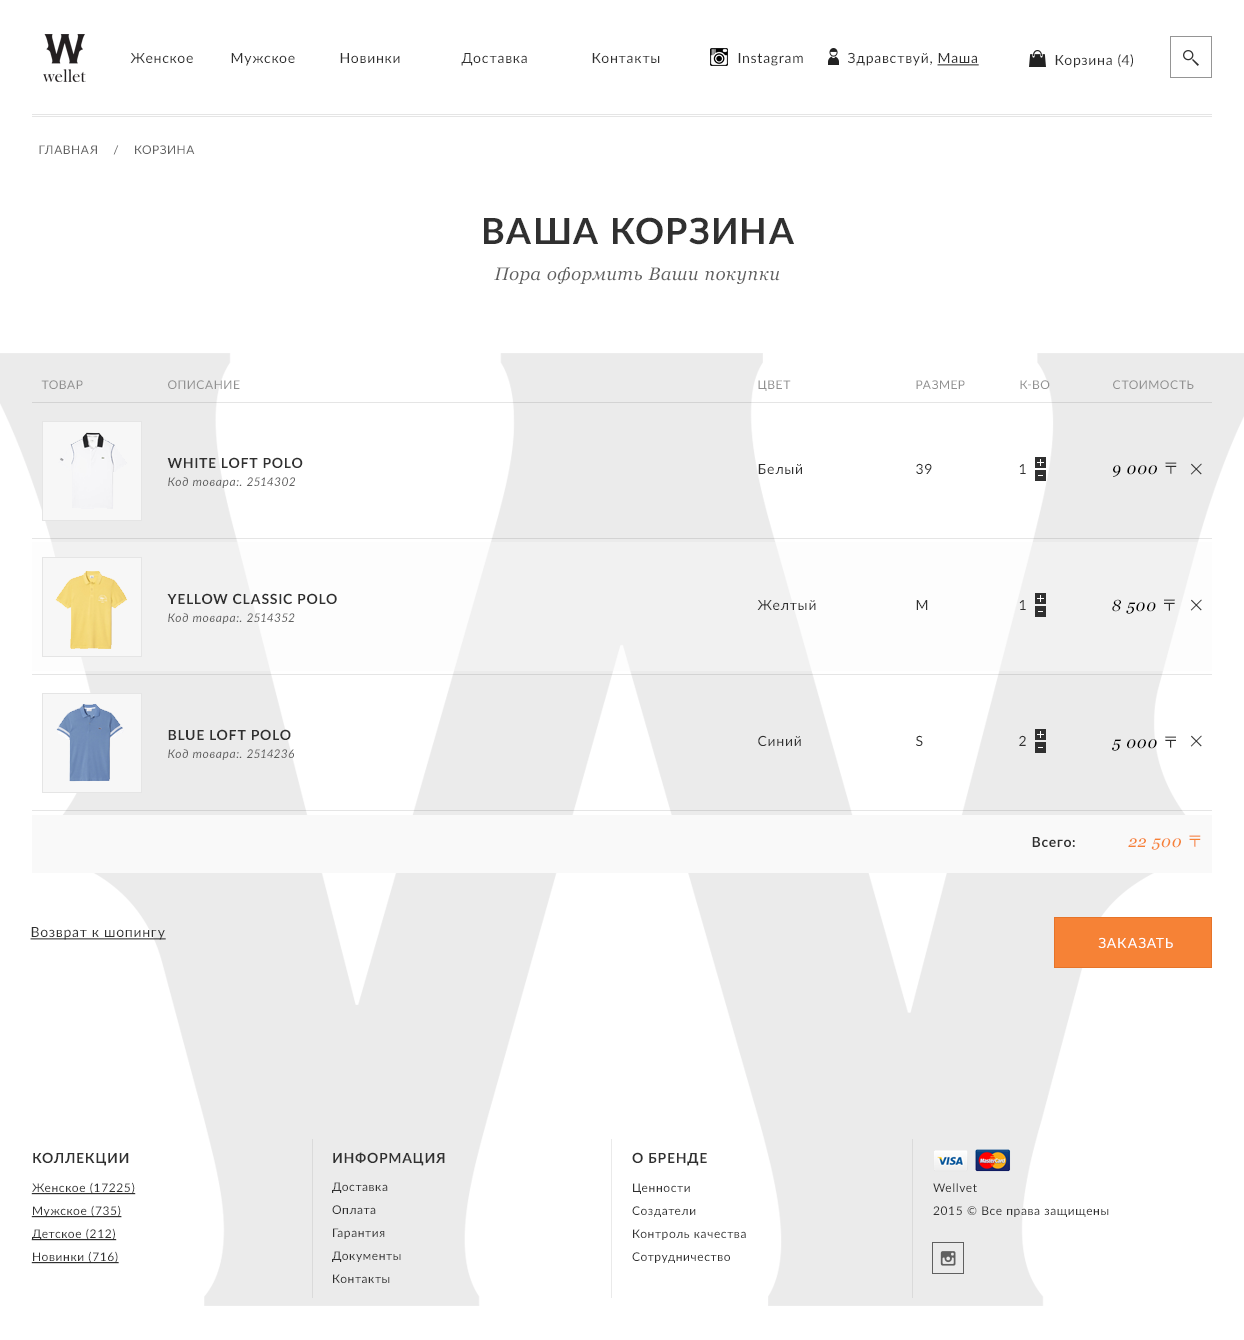 W
wellet
Женское Мужское Новинки Доставка Контакты Instagram Здравствуй, Маша Корзина (4)
ГЛАВНАЯ / КОРЗИНА
ВАША КОРЗИНА
Пора оформить Ваши покупки
ТОВАР ОПИСАНИЕ ЦВЕТ РАЗМЕР К-ВО СТОИМОСТЬ
WHITE LOFT POLO
Код товара:. 2514302
Белый 39 1 9 000 ₸
YELLOW CLASSIC POLO
Код товара:. 2514352
Желтый M 1 8 500 ₸
BLUE LOFT POLO
Код товара:. 2514236
Синий S 2 5 000 ₸
Всего: 22 500 ₸
Возврат к шопингу
ЗАКАЗАТЬ
КОЛЛЕКЦИИ
Женское (17225)
Мужские (735)
Детское (212)
Новинки (716)
ИНФОРМАЦИЯ
Доставка
Оплата
Гарантия
Документы
Контакты
О БРЕНДЕ
Ценности
Создатели
Контроль качества
Сотрудничество
VISA MasterCard
Wellvet
2015 © Все права защищены